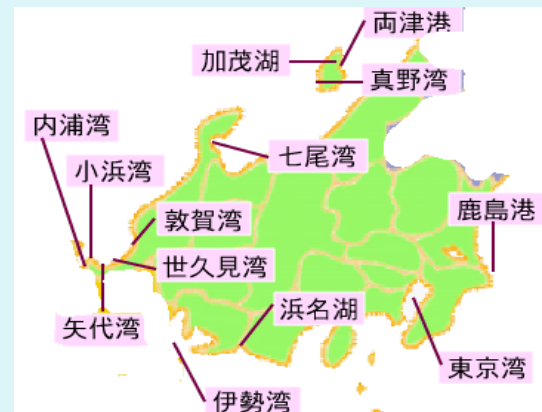 両津港
加茂湖
真野湾
内浦湾
七尾湾
小浜湾
鹿島港
敦賀湾
世久見湾
浜名湖
矢代湾
東京湾
伊勢湾